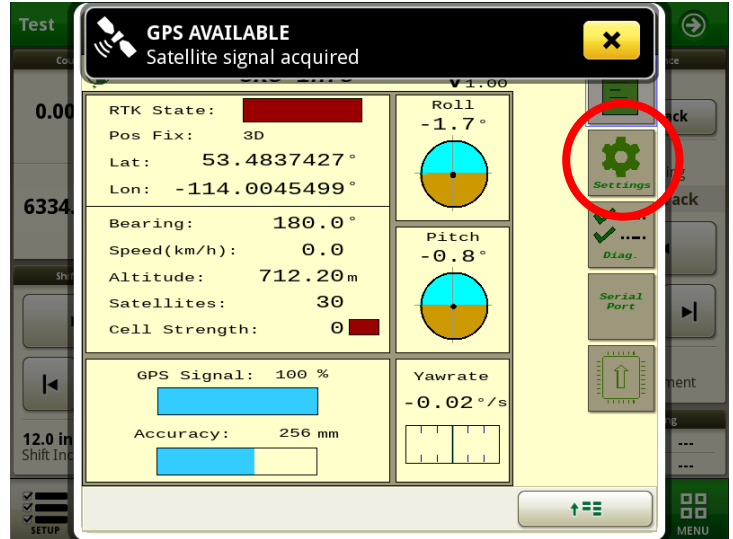 Test
GPS AVAILABLE
Satellite signal acquired
V1.00
0.00
6334.
12.0 in
Shift Inc
SETUP
RTK State:
Pos Fix: 3D
Lat: 53.4837427°
Lon: -114.0045499°
Bearing: 180.0°
Speed(km/h): 0.0
Altitude: 712.20m
Satellites: 30
Cell Strength: 0
GPS Signal: 100 %
Accuracy: 256 mm
Roll
-1.7°
Pitch
-0.8°
Yawrate
-0.02°/s
Settings
Diag.
Serial
Port
ack
ng
ack
ment
ng
---
---
MENU